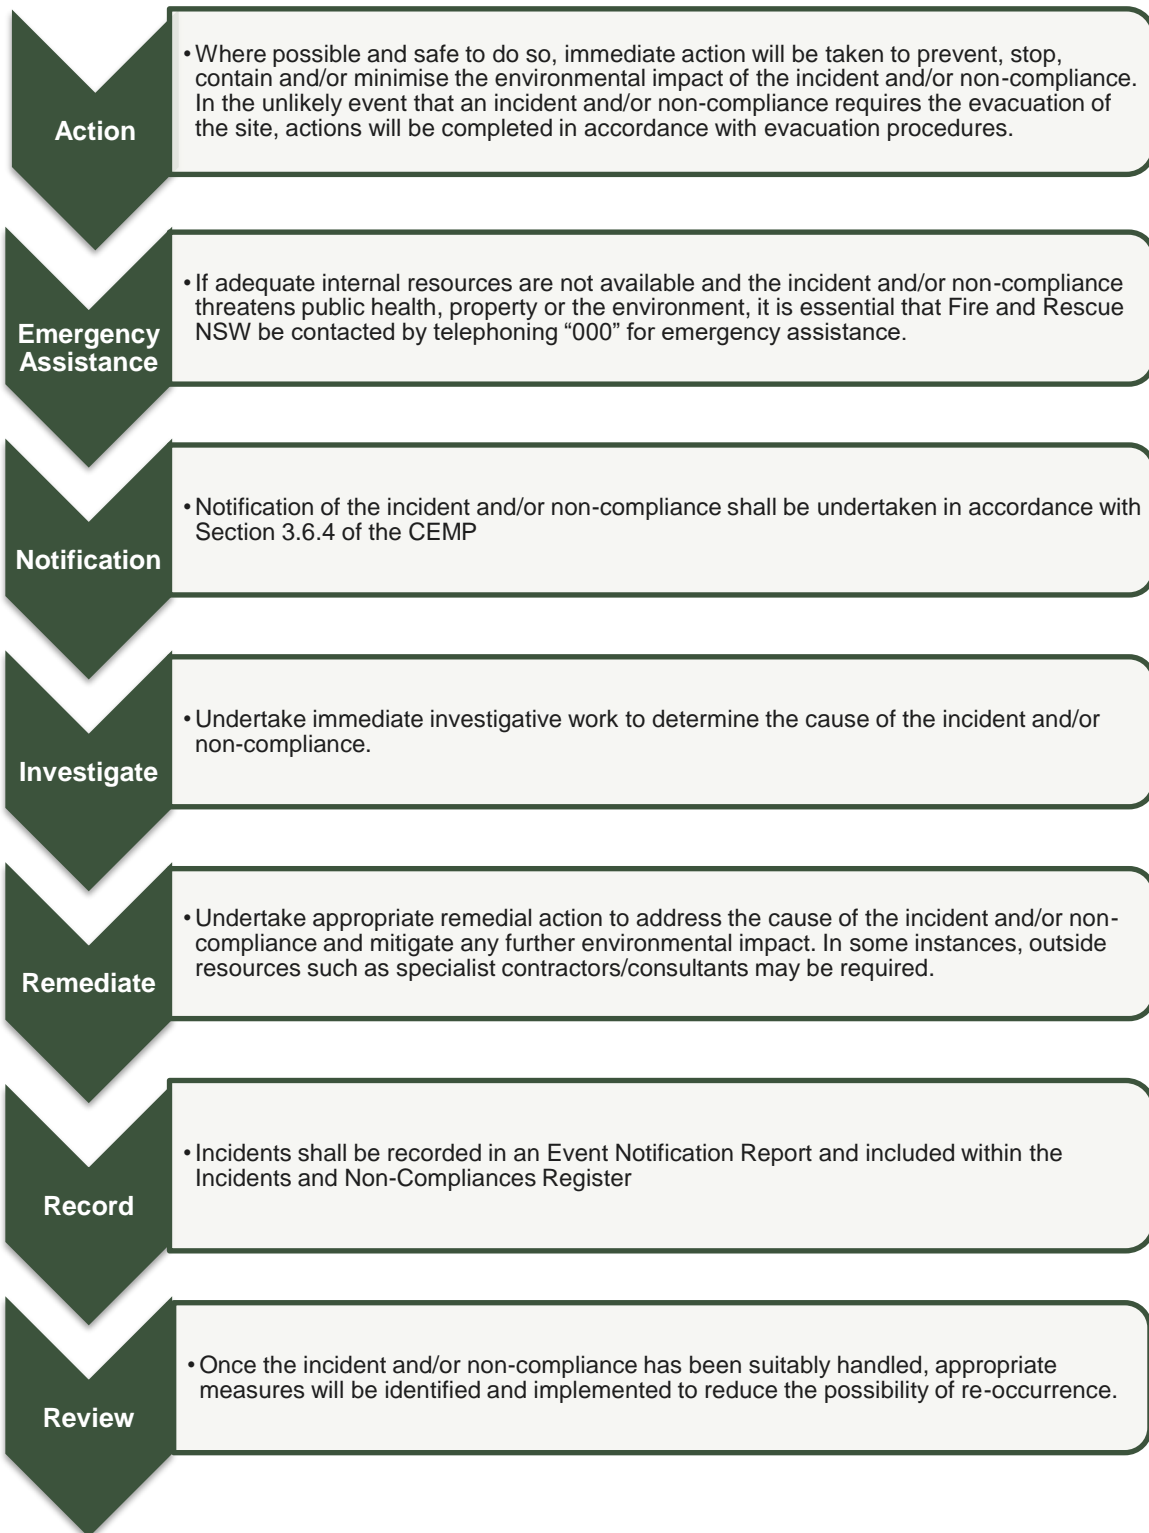 Action
• Where possible and safe to do so, immediate action will be taken to prevent, stop,
contain and/or minimise the environmental impact of the incident and/or non-compliance.
In the unlikely event that an incident and/or non-compliance requires the evacuation of
the site, actions will be completed in accordance with evacuation procedures.
Emergency
Assistance
• If adequate internal resources are not available and the incident and/or non-compliance
threatens public health, property or the environment, it is essential that Fire and Rescue
NSW be contacted by telephoning “000” for emergency assistance.
Notification
• Notification of the incident and/or non-compliance shall be undertaken in accordance with
Section 3.6.4 of the CEMP
Investigate
• Undertake immediate investigative work to determine the cause of the incident and/or
non-compliance.
Remediate
• Undertake appropriate remedial action to address the cause of the incident and/or non-
compliance and mitigate any further environmental impact. In some instances, outside
resources such as specialist contractors/consultants may be required.
Record
• Incidents shall be recorded in an Event Notification Report and included within the
Incidents and Non-Compliances Register
Review
• Once the incident and/or non-compliance has been suitably handled, appropriate
measures will be identified and implemented to reduce the possibility of re-occurrence.